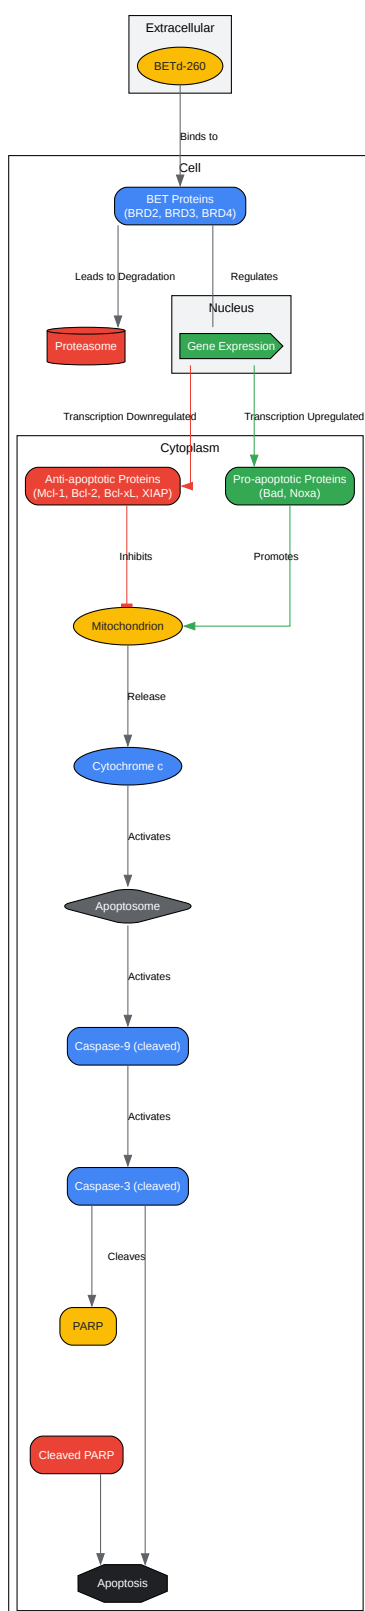 Extracellular
BETd-260
Binds to
Cell
BET Proteins
(BRD2, BRD3, BRD4)
Leads to Degradation
Regulates
Nucleus
Proteasome
Gene Expression
Transcription Downregulated
Transcription Upregulated
Cytoplasm
Anti-apoptotic Proteins
(Mcl-1, Bcl-2, Bcl-xL, XIAP)
Pro-apoptotic Proteins
(Bad, Noxa)
Inhibits
Promotes
Mitochondrion
Release
Cytochrome c
Activates
Apoptosome
Activates
Caspase-9 (cleaved)
Activates
Caspase-3 (cleaved)
Cleaves
PARP
Cleaved PARP
Apoptosis